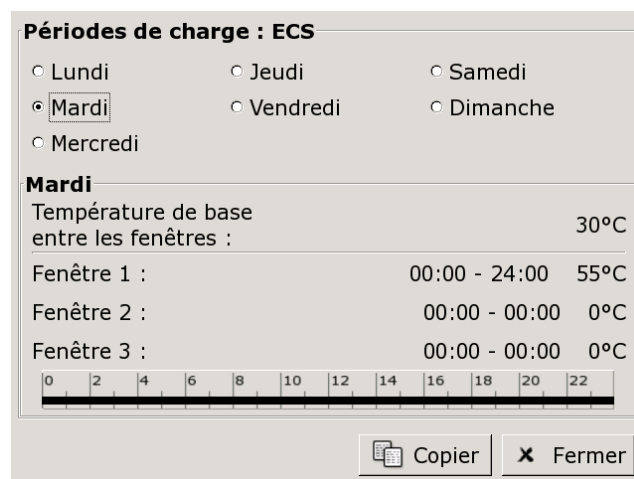 Périodes de charge : ECS
Lundi Jeudi Samedi
Mardi Vendredi Dimanche
Mercredi
Mardi
Température de base
entre les fenêtres : 30°C
Fenêtre 1 : 00:00 - 24:00 55°C
Fenêtre 2 : 00:00 - 00:00 0°C
Fenêtre 3 : 00:00 - 00:00 0°C
0 2 4 6 8 10 12 14 16 18 20 22
Copier Fermer